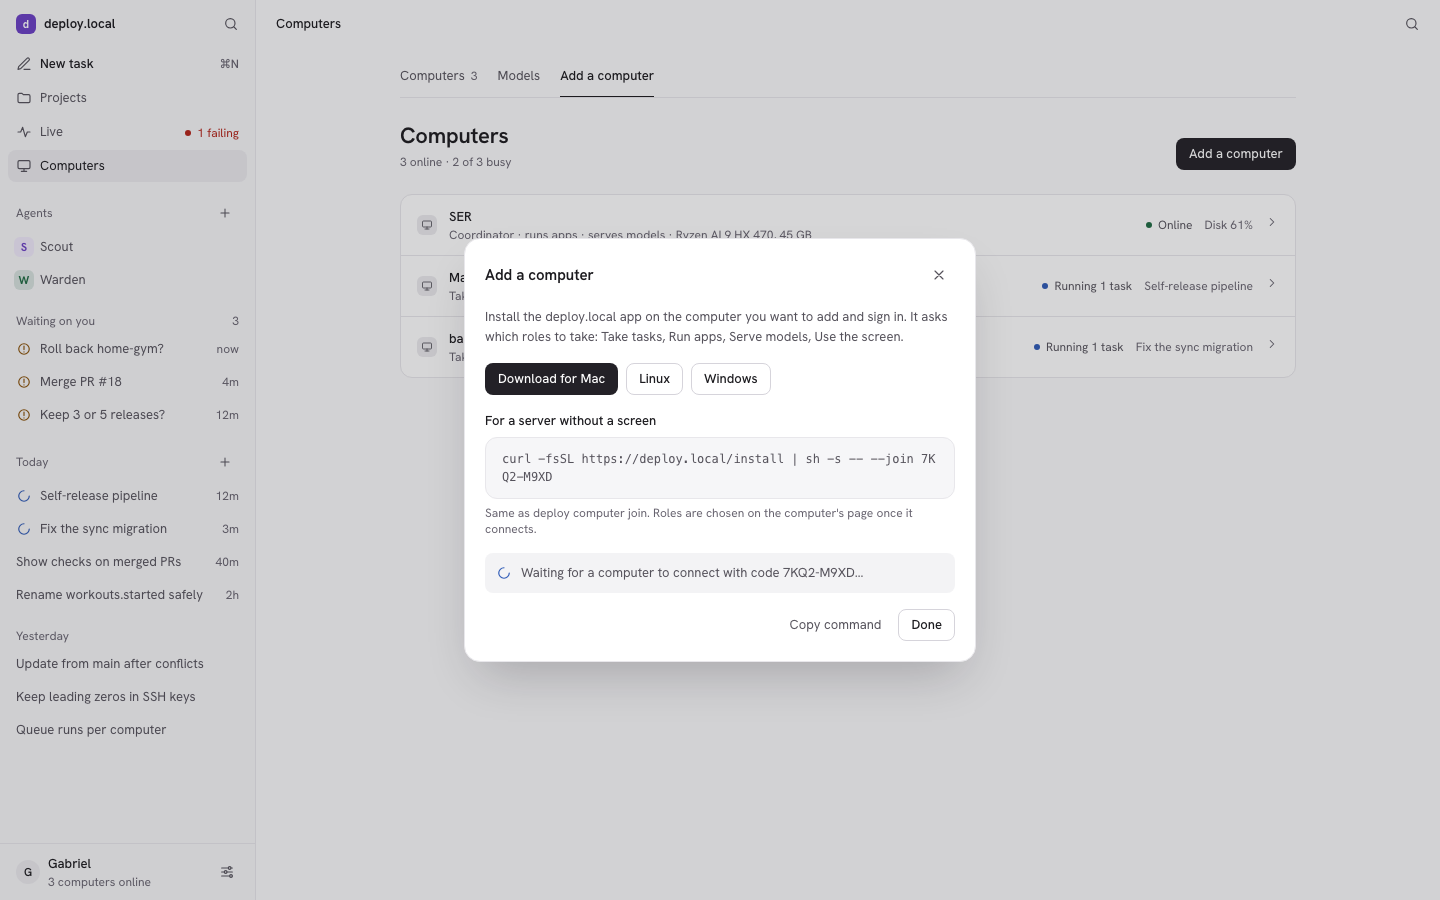 d deploy.local
New task ⌘N
Projects
Live 1 failing
Computers
Agents
S Scout
W Warden
Waiting on you 3
Roll back home-gym? now
Merge PR #18 4m
Keep 3 or 5 releases? 12m
Today
Self-release pipeline 12m
Fix the sync migration 3m
Show checks on merged PRs 40m
Rename workouts.started safely 2h
Yesterday
Update from main after conflicts
Keep leading zeros in SSH keys
Queue runs per computer
G Gabriel
3 computers online
Computers
Computers 3 Models Add a computer
Computers
3 online · 2 of 3 busy
Add a computer
SER
Coordinator · runs apps · serves models · Ryzen AI 9 HX 470, 45 GB
Online Disk 61%
Ma
Tak
Running 1 task Self-release pipeline
ba
Tak
Running 1 task Fix the sync migration
Add a computer
Install the deploy.local app on the computer you want to add and sign in. It asks
which roles to take: Take tasks, Run apps, Serve models, Use the screen.
Download for Mac Linux Windows
For a server without a screen
curl -fsSL https://deploy.local/install | sh -s -- --join 7K
Q2-M9XD
Same as deploy computer join. Roles are chosen on the computer's page once it
connects.
Waiting for a computer to connect with code 7KQ2-M9XD…
Copy command Done